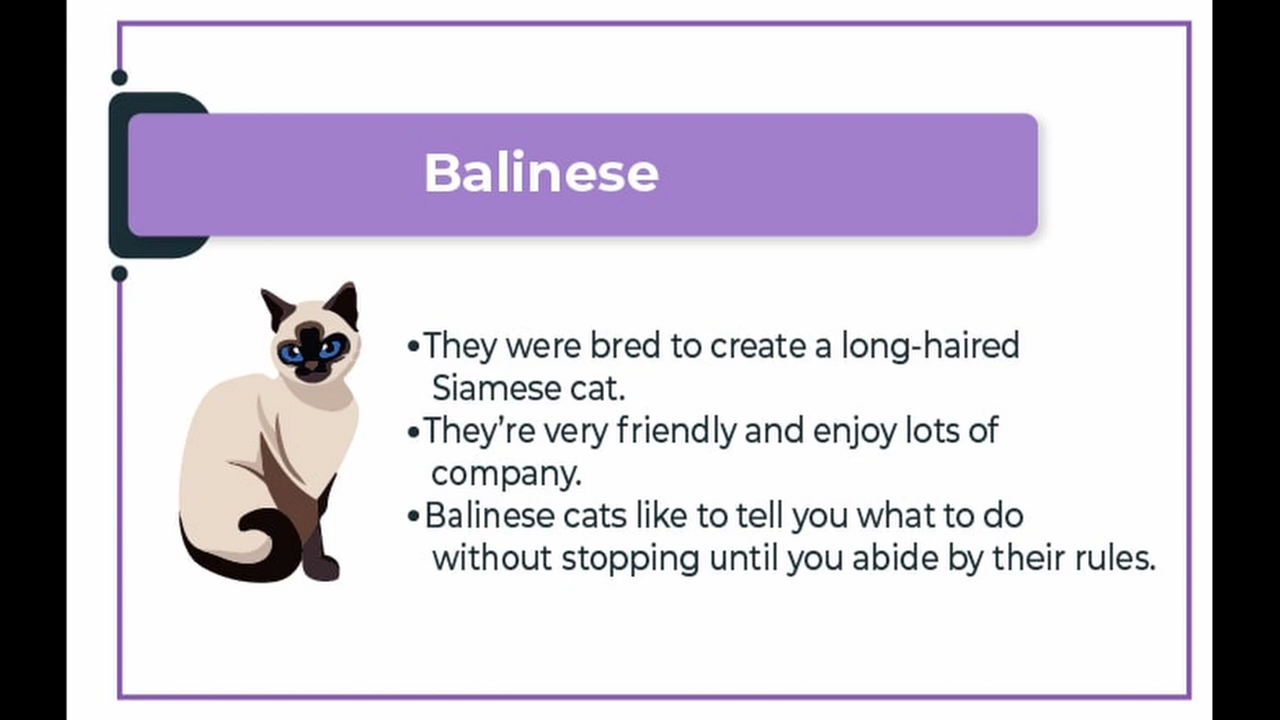 Balinese
•They were bred to create a long-haired
Siamese cat.
•They’re very friendly and enjoy lots of
company.
•Balinese cats like to tell you what to do
without stopping until you abide by their rules.